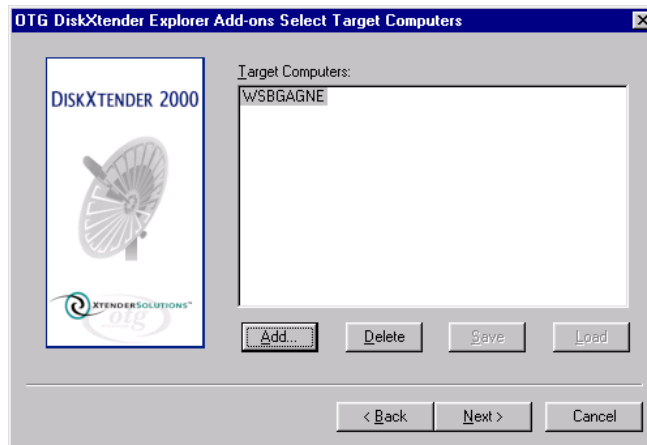 OTG DiskXtender Explorer Add-ons Select Target Computers
DISKXTENDER 2000
XTENDERSOLUTIONS™
otg
Target Computers:
WSBGAGNE
Add...
Delete
Save
Load
< Back
Next >
Cancel